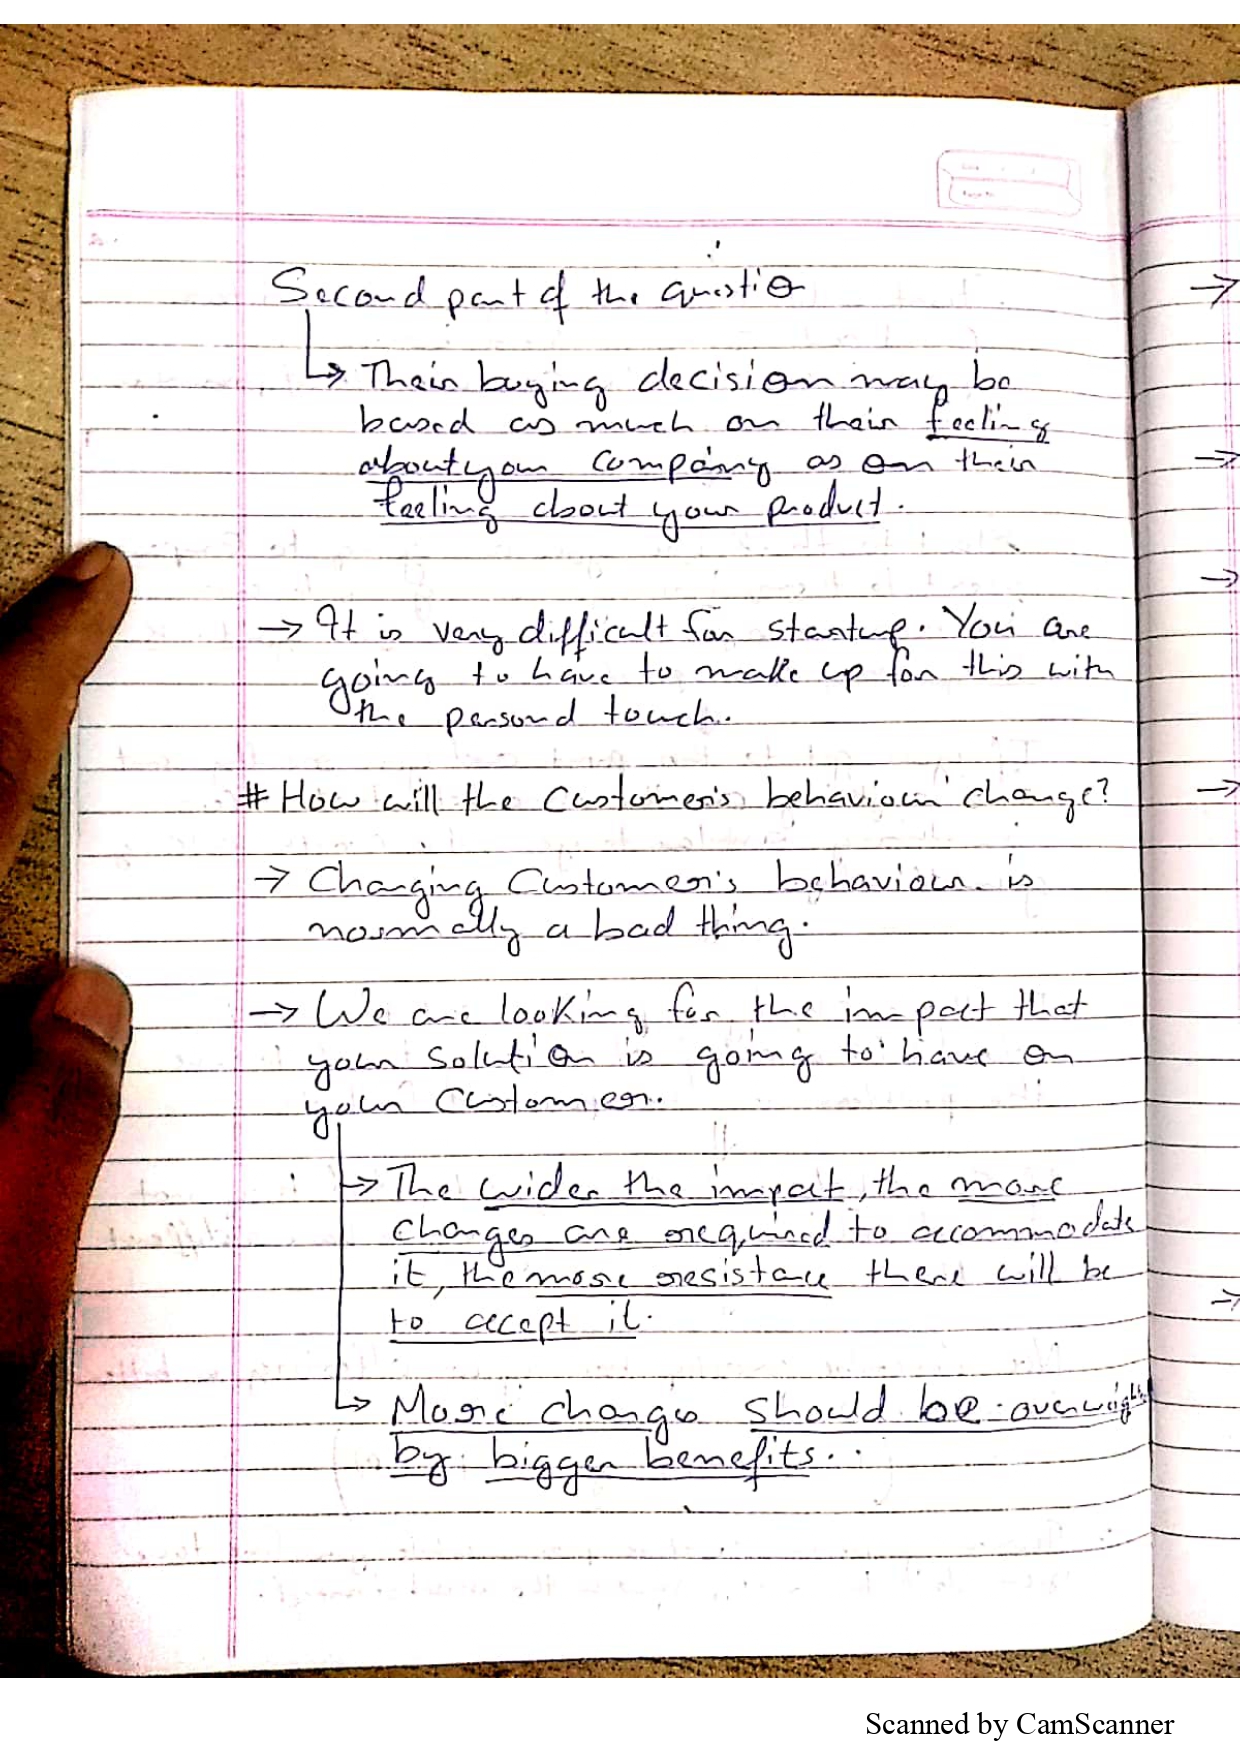 Second part of the questio
↳ Their buying decision may be
based as much on their feeling
about your company as on their
feeling about your product.
→ It is very difficult for startup. You are
going to have to make up for this with
the personal touch.
# How will the Customer's behaviour change?
→ Changing Customer's behaviour is
normally a bad thing.
→ We are looking for the impact that
your solution is going to have on
your Customer.
→ The wider the impact, the more
changes are required to accommodate
it, the more resistance there will be
to accept it.
↳ More changes should be
by bigger benefits.
Scanned by CamScanner